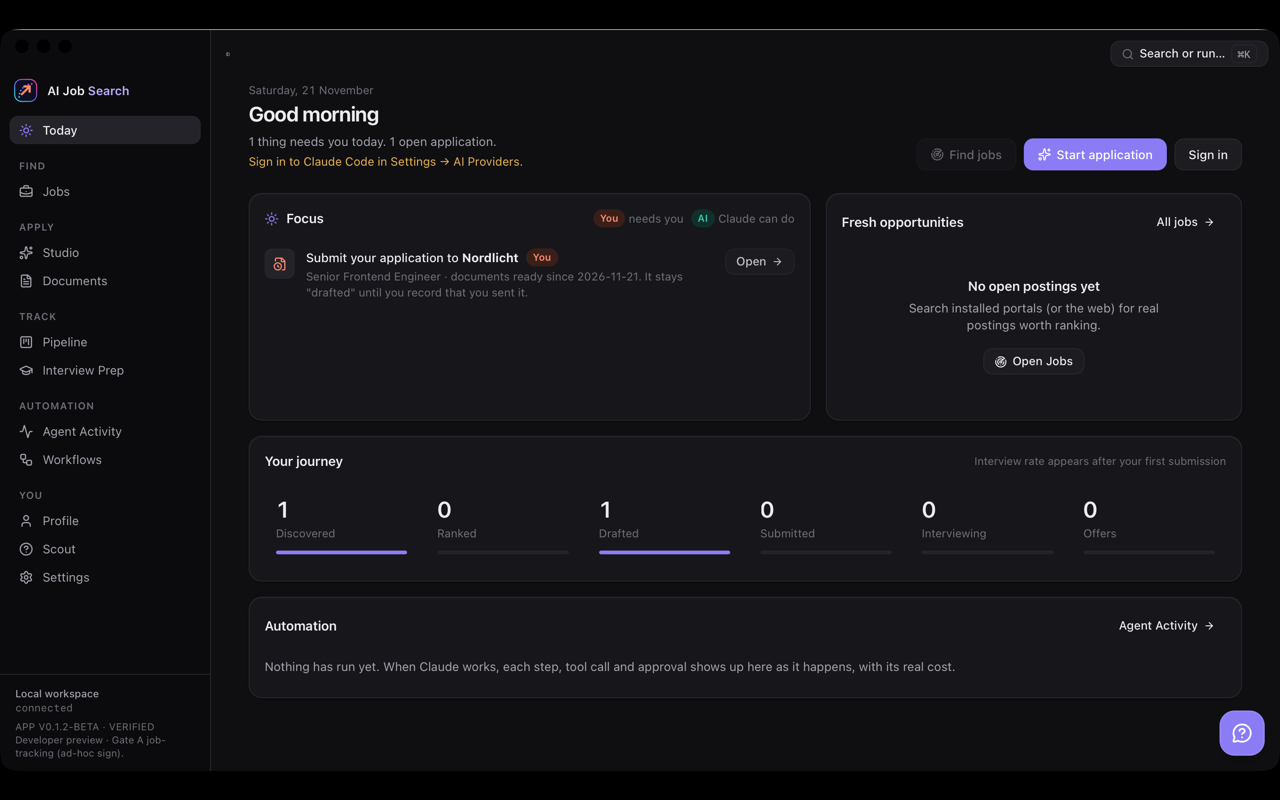 AI Job Search
Today
FIND
Jobs
APPLY
Studio
Documents
TRACK
Pipeline
Interview Prep
AUTOMATION
Agent Activity
Workflows
YOU
Profile
Scout
Settings
Local workspace
connected
APP V0.1.2-BETA · VERIFIED
Developer preview · Gate A job-
tracking (ad-hoc sign).
Search or run... ⌘K
Saturday, 21 November
Good morning
1 thing needs you today. 1 open application.
Sign in to Claude Code in Settings → AI Providers.
Find jobs
Start application
Sign in
Focus
You needs you AI Claude can do
Submit your application to Nordlicht You
Senior Frontend Engineer · documents ready since 2026-11-21. It stays
"drafted" until you record that you sent it.
Open →
Fresh opportunities
All jobs →
No open postings yet
Search installed portals (or the web) for real
postings worth ranking.
Open Jobs
Your journey
Interview rate appears after your first submission
1 0 1 0 0 0
Discovered Ranked Drafted Submitted Interviewing Offers
Automation
Agent Activity →
Nothing has run yet. When Claude works, each step, tool call and approval shows up here as it happens, with its real cost.